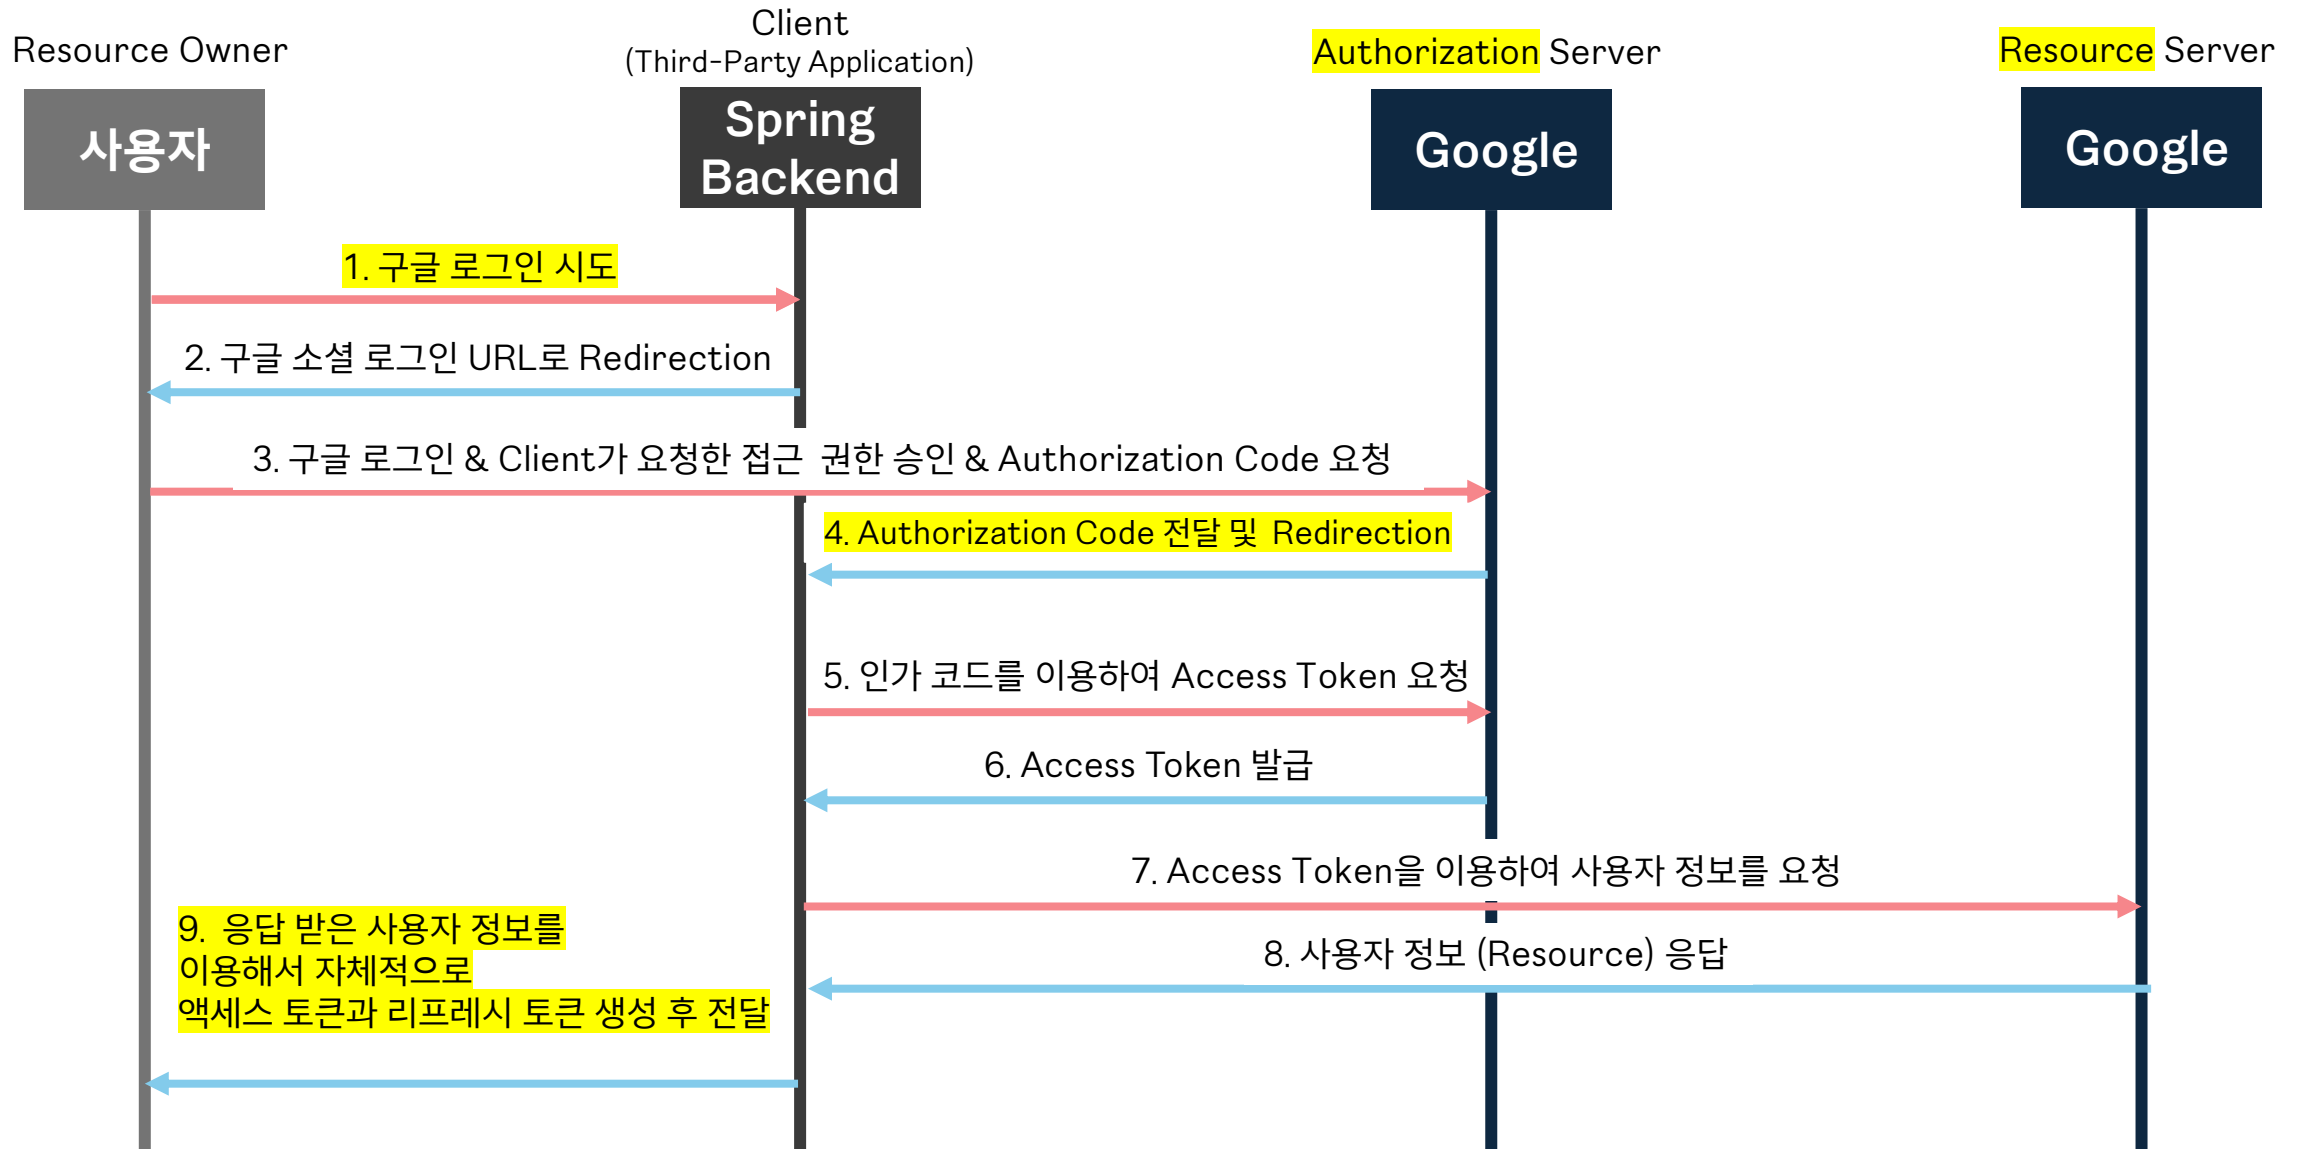 Resource Owner
Client
(Third-Party Application)
Authorization Server
Resource Server
사용자
Spring
Backend
Google
Google
1. 구글 로그인 시도
2. 구글 소셜 로그인 URL로 Redirection
3. 구글 로그인 & Client가 요청한 접근 권한 승인 & Authorization Code 요청
4. Authorization Code 전달 및 Redirection
5. 인가 코드를 이용하여 Access Token 요청
6. Access Token 발급
7. Access Token을 이용하여 사용자 정보를 요청
8. 사용자 정보 (Resource) 응답
9. 응답 받은 사용자 정보를
이용해서 자체적으로
액세스 토큰과 리프레시 토큰 생성 후 전달